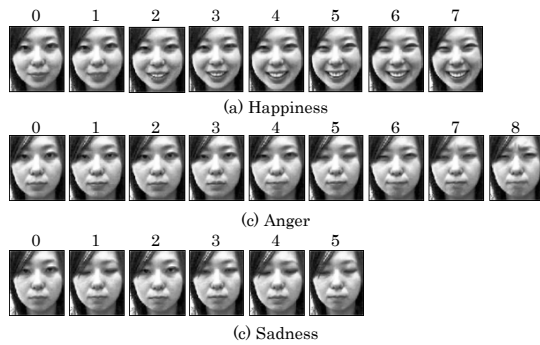 0 1 2 3 4 5 6 7
(a) Happiness
0 1 2 3 4 5 6 7 8
(c) Anger
0 1 2 3 4 5
(c) Sadness